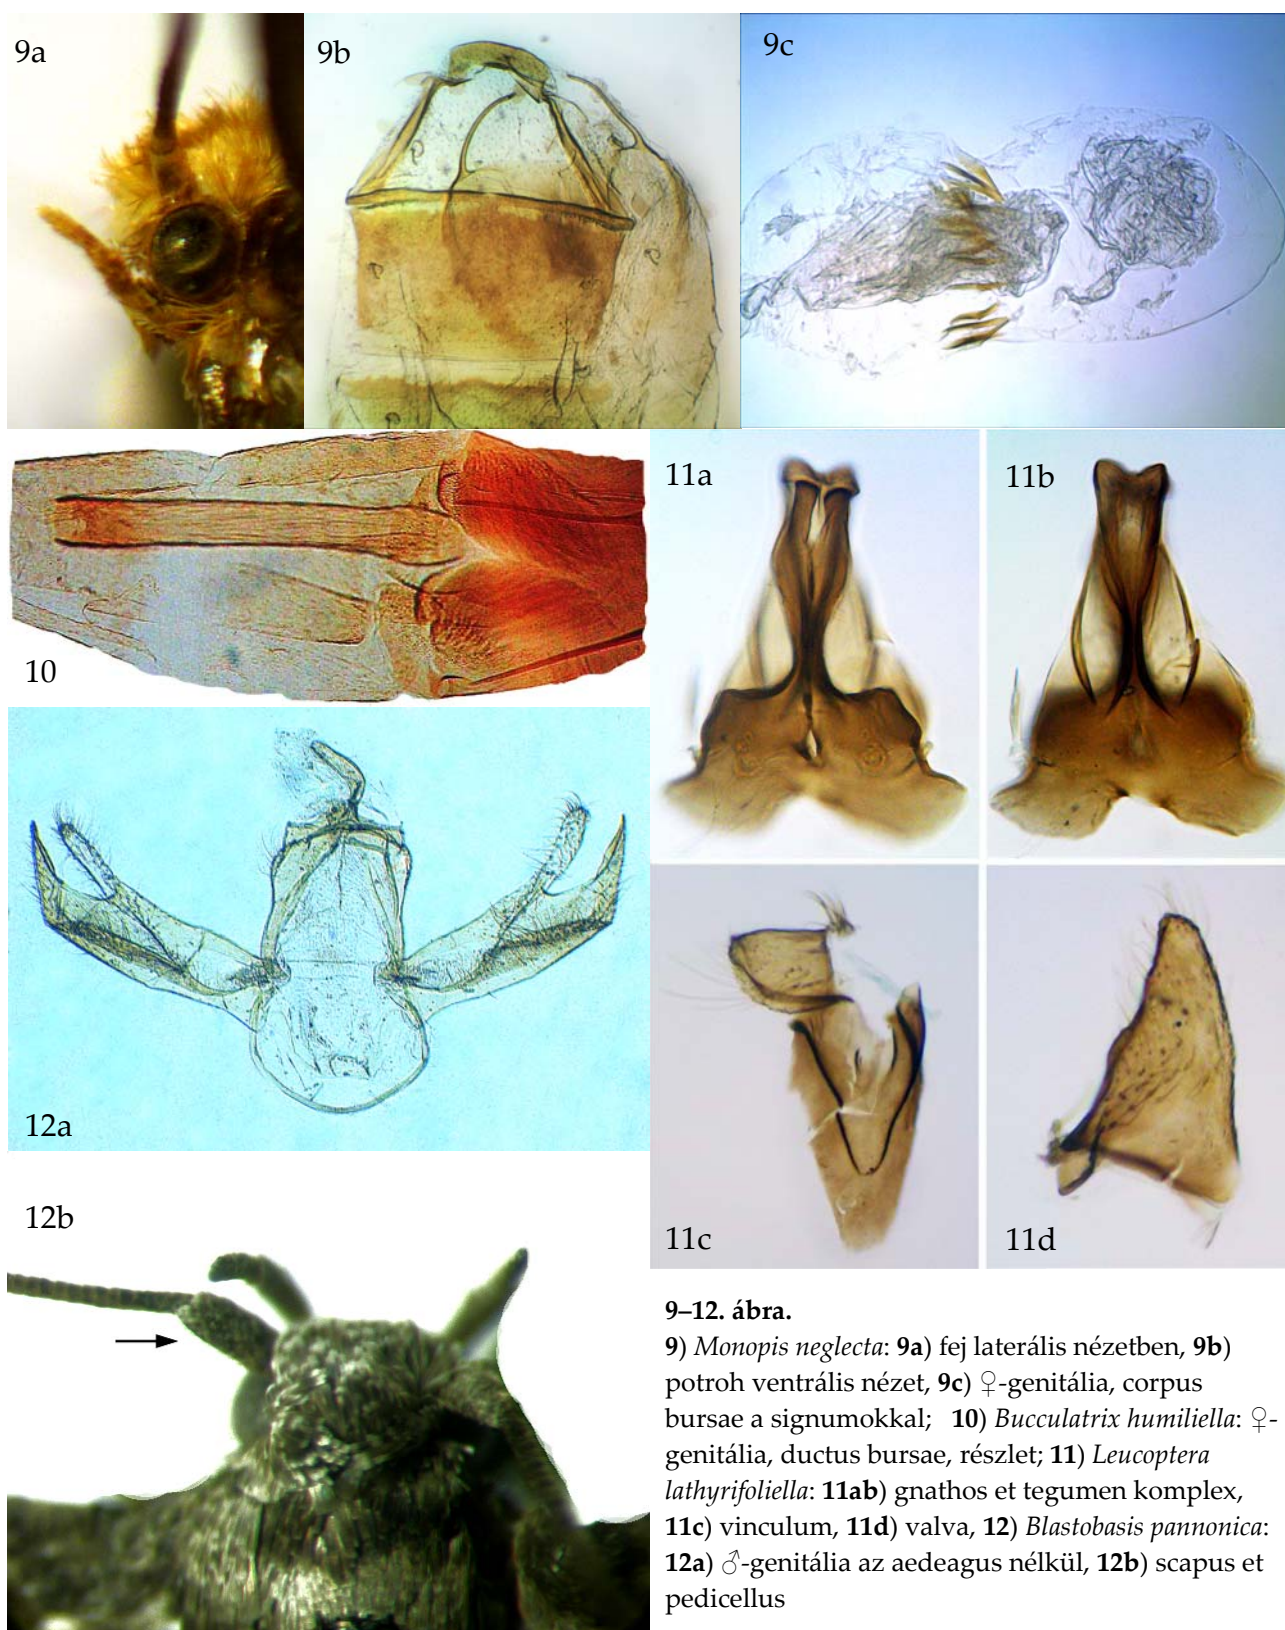 9a
9b
9c
10
11a
11b
12a
11c
11d
12b
9–12. ábra.
9) Monopis neglecta: 9a) fej laterális nézetben, 9b)
potroh ventrális nézet, 9c) ♀-genitália, corpus
bursae a signumokkal; 10) Bucculatrix humiliella: ♀-
genitália, ductus bursae, részlet; 11) Leucoptera
lathyrifoliella: 11ab) gnathos et tegumen komplex,
11c) vinculum, 11d) valva, 12) Blastobasis pannonica:
12a) ♂-genitália az aedeagus nélkül, 12b) scapus et
pedicellus